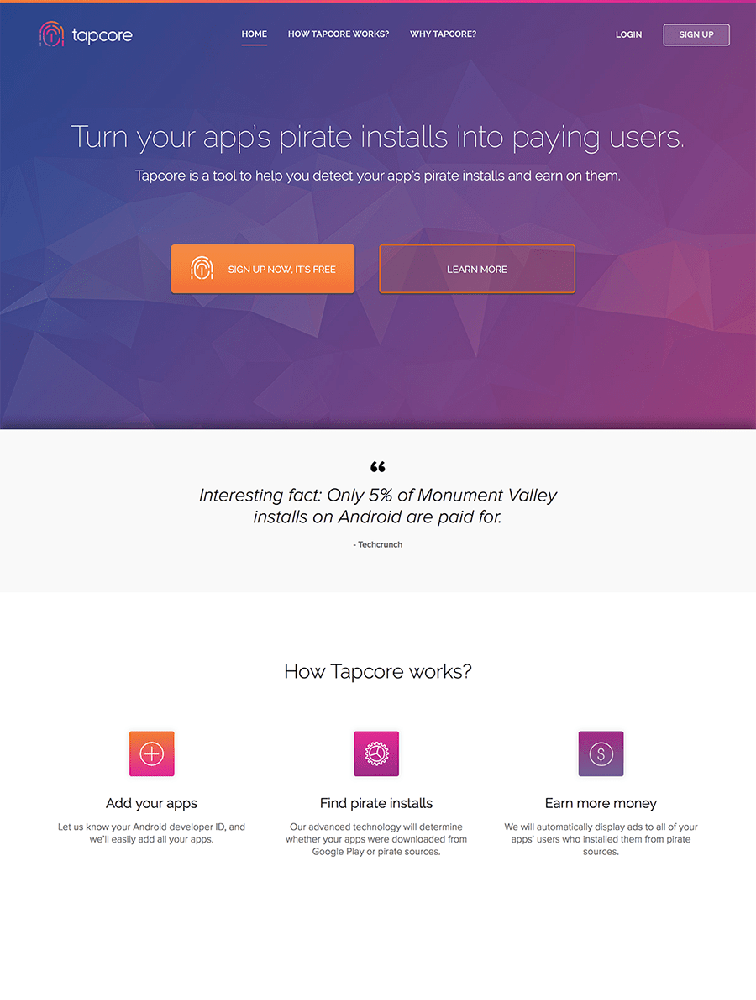 tapcore
HOME
HOW TAPCORE WORKS?
WHY TAPCORE?
LOGIN
SIGN UP
Turn your app's pirate installs into paying users.
Tapcore is a tool to help you detect your app's pirate installs and earn on them.
SIGN UP NOW, IT'S FREE
LEARN MORE
“
Interesting fact: Only 5% of Monument Valley
installs on Android are paid for.
- Techcrunch
How Tapcore works?
Add your apps
Let us know your Android developer ID, and
we'll easily add all your apps.
Find pirate installs
Our advanced technology will determine
whether your apps were downloaded from
Google Play or pirate sources.
Earn more money
We will automatically display ads to all of your
apps' users who installed them from pirate
sources.